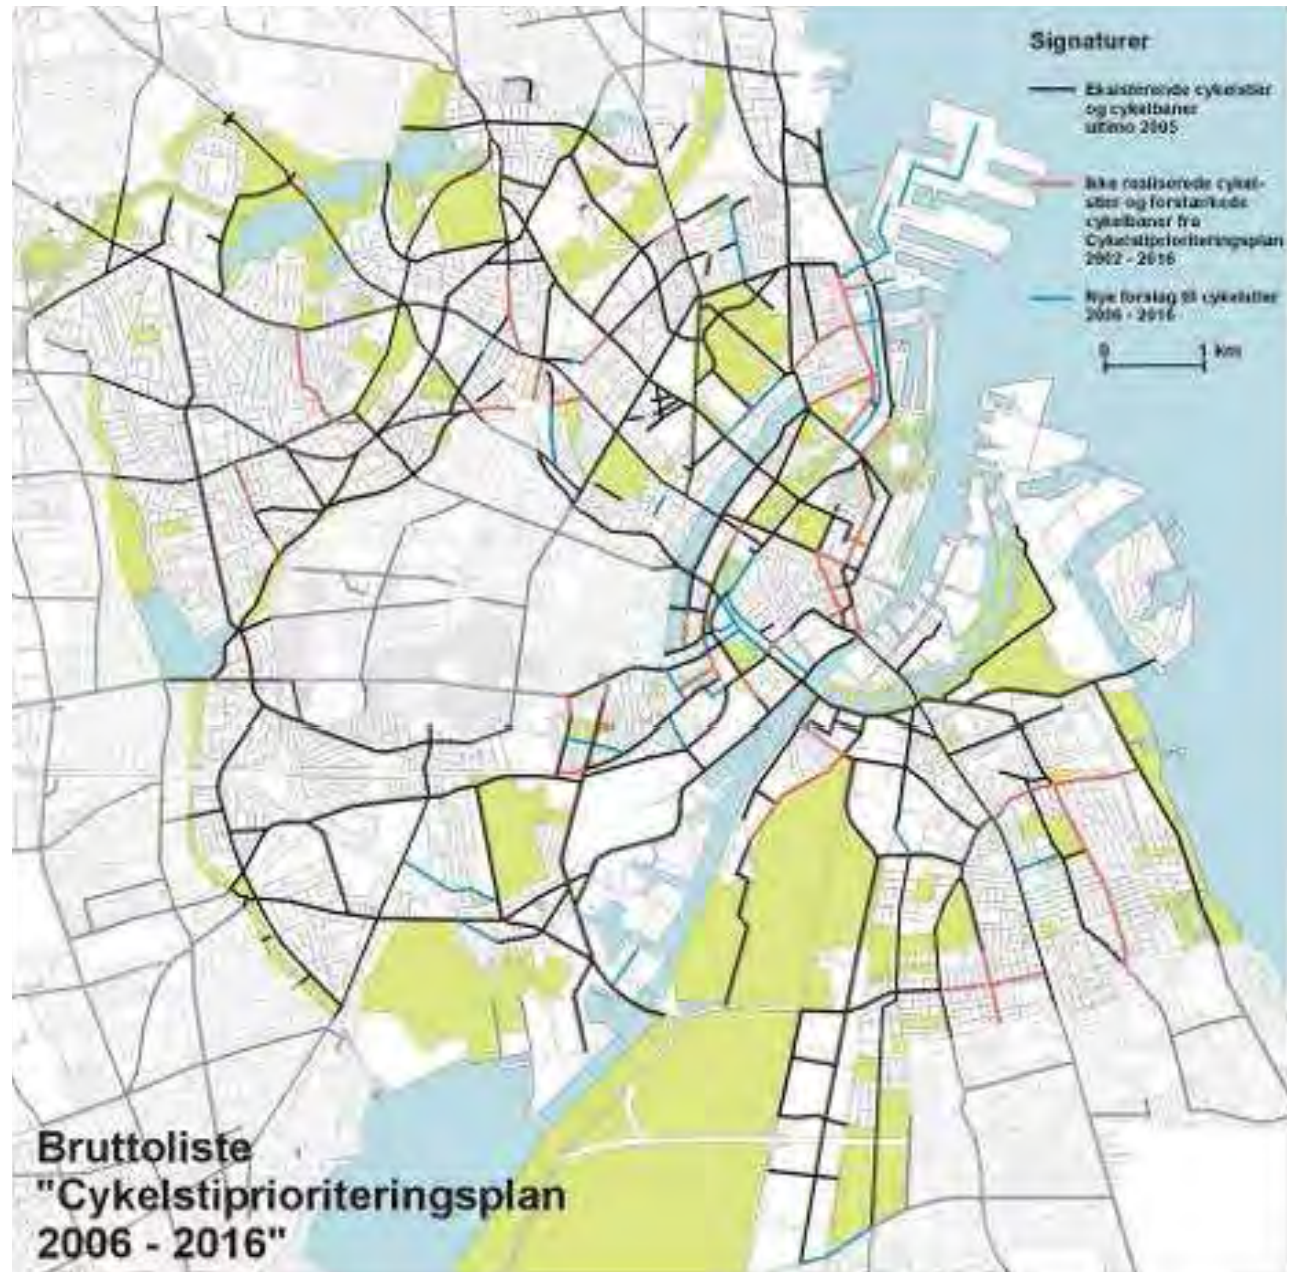 Signaturer
Eksisterende cykelstier
og cykelbaner
ultimo 2005
Ikke realiserede cykel-
stier og forstærkede
cykelbaner fra
Cykelstiprioriteringsplan
2002 - 2016
Nye forslag til cykelstier
2006 - 2016
0 1 km
Bruttoliste
"Cykelstiprioriteringsplan
2006 - 2016"